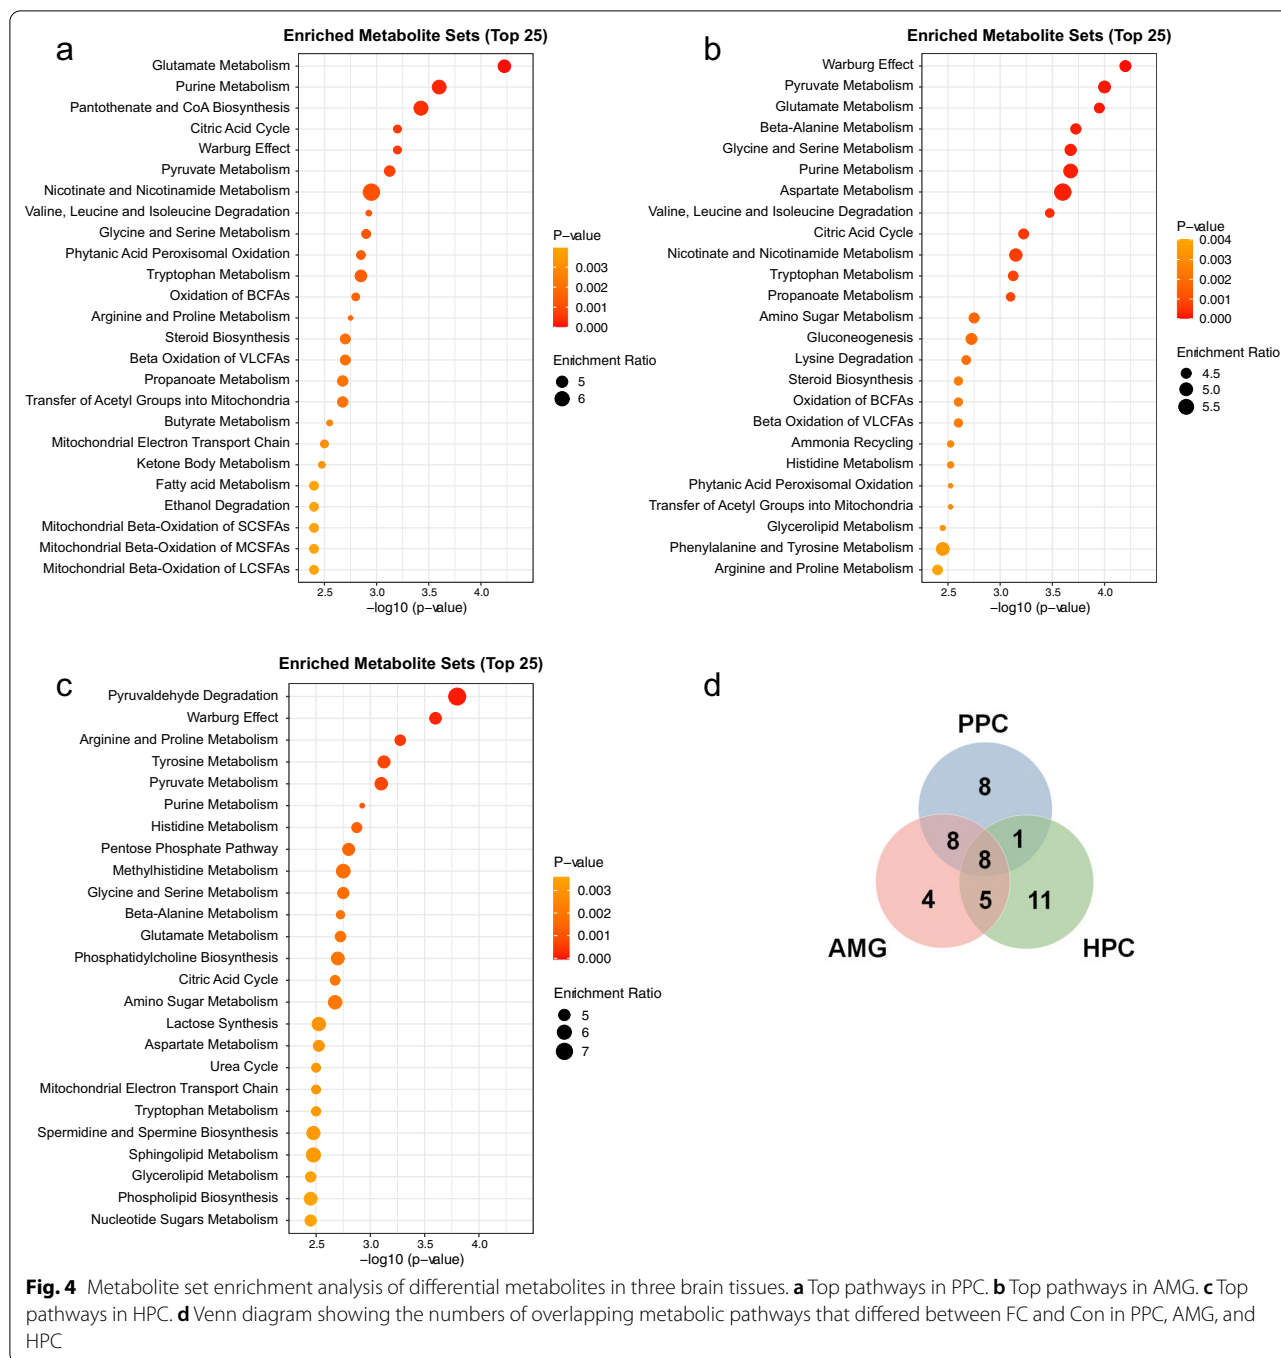 a
Enriched Metabolite Sets (Top 25)
Glutamate Metabolism
Purine Metabolism
Pantothenate and CoA Biosynthesis
Citric Acid Cycle
Warburg Effect
Pyruvate Metabolism
Nicotinate and Nicotinamide Metabolism
Valine, Leucine and Isoleucine Degradation
Glycine and Serine Metabolism
Phytanic Acid Peroxisomal Oxidation
Tryptophan Metabolism
Oxidation of BCFAs
Arginine and Proline Metabolism
Steroid Biosynthesis
Beta Oxidation of VLCFAs
Propanoate Metabolism
Transfer of Acetyl Groups into Mitochondria
Butyrate Metabolism
Mitochondrial Electron Transport Chain
Ketone Body Metabolism
Fatty acid Metabolism
Ethanol Degradation
Mitochondrial Beta-Oxidation of SCSFAs
Mitochondrial Beta-Oxidation of MCSFAs
Mitochondrial Beta-Oxidation of LCSFAs
2.5 3.0 3.5 4.0
−log10 (p−value)
P−value
0.003
0.002
0.001
0.000
Enrichment Ratio
5
6
b
Enriched Metabolite Sets (Top 25)
Warburg Effect
Pyruvate Metabolism
Glutamate Metabolism
Beta-Alanine Metabolism
Glycine and Serine Metabolism
Purine Metabolism
Aspartate Metabolism
Valine, Leucine and Isoleucine Degradation
Citric Acid Cycle
Nicotinate and Nicotinamide Metabolism
Tryptophan Metabolism
Propanoate Metabolism
Amino Sugar Metabolism
Gluconeogenesis
Lysine Degradation
Steroid Biosynthesis
Oxidation of BCFAs
Beta Oxidation of VLCFAs
Ammonia Recycling
Histidine Metabolism
Phytanic Acid Peroxisomal Oxidation
Transfer of Acetyl Groups into Mitochondria
Glycerolipid Metabolism
Phenylalanine and Tyrosine Metabolism
Arginine and Proline Metabolism
2.5 3.0 3.5 4.0
−log10 (p−value)
P−value
0.004
0.003
0.002
0.001
0.000
Enrichment Ratio
4.5
5.0
5.5
c
Enriched Metabolite Sets (Top 25)
Pyruvaldehyde Degradation
Warburg Effect
Arginine and Proline Metabolism
Tyrosine Metabolism
Pyruvate Metabolism
Purine Metabolism
Histidine Metabolism
Pentose Phosphate Pathway
Methylhistidine Metabolism
Glycine and Serine Metabolism
Beta-Alanine Metabolism
Glutamate Metabolism
Phosphatidylcholine Biosynthesis
Citric Acid Cycle
Amino Sugar Metabolism
Lactose Synthesis
Aspartate Metabolism
Urea Cycle
Mitochondrial Electron Transport Chain
Tryptophan Metabolism
Spermidine and Spermine Biosynthesis
Sphingolipid Metabolism
Glycerolipid Metabolism
Phospholipid Biosynthesis
Nucleotide Sugars Metabolism
2.5 3.0 3.5 4.0
−log10 (p−value)
P−value
0.003
0.002
0.001
0.000
Enrichment Ratio
5
6
7
d
PPC
8
8 1
8
4 5 11
AMG HPC
Fig. 4 Metabolite set enrichment analysis of differential metabolites in three brain tissues. a Top pathways in PPC. b Top pathways in AMG. c Top
pathways in HPC. d Venn diagram showing the numbers of overlapping metabolic pathways that differed between FC and Con in PPC, AMG, and
HPC